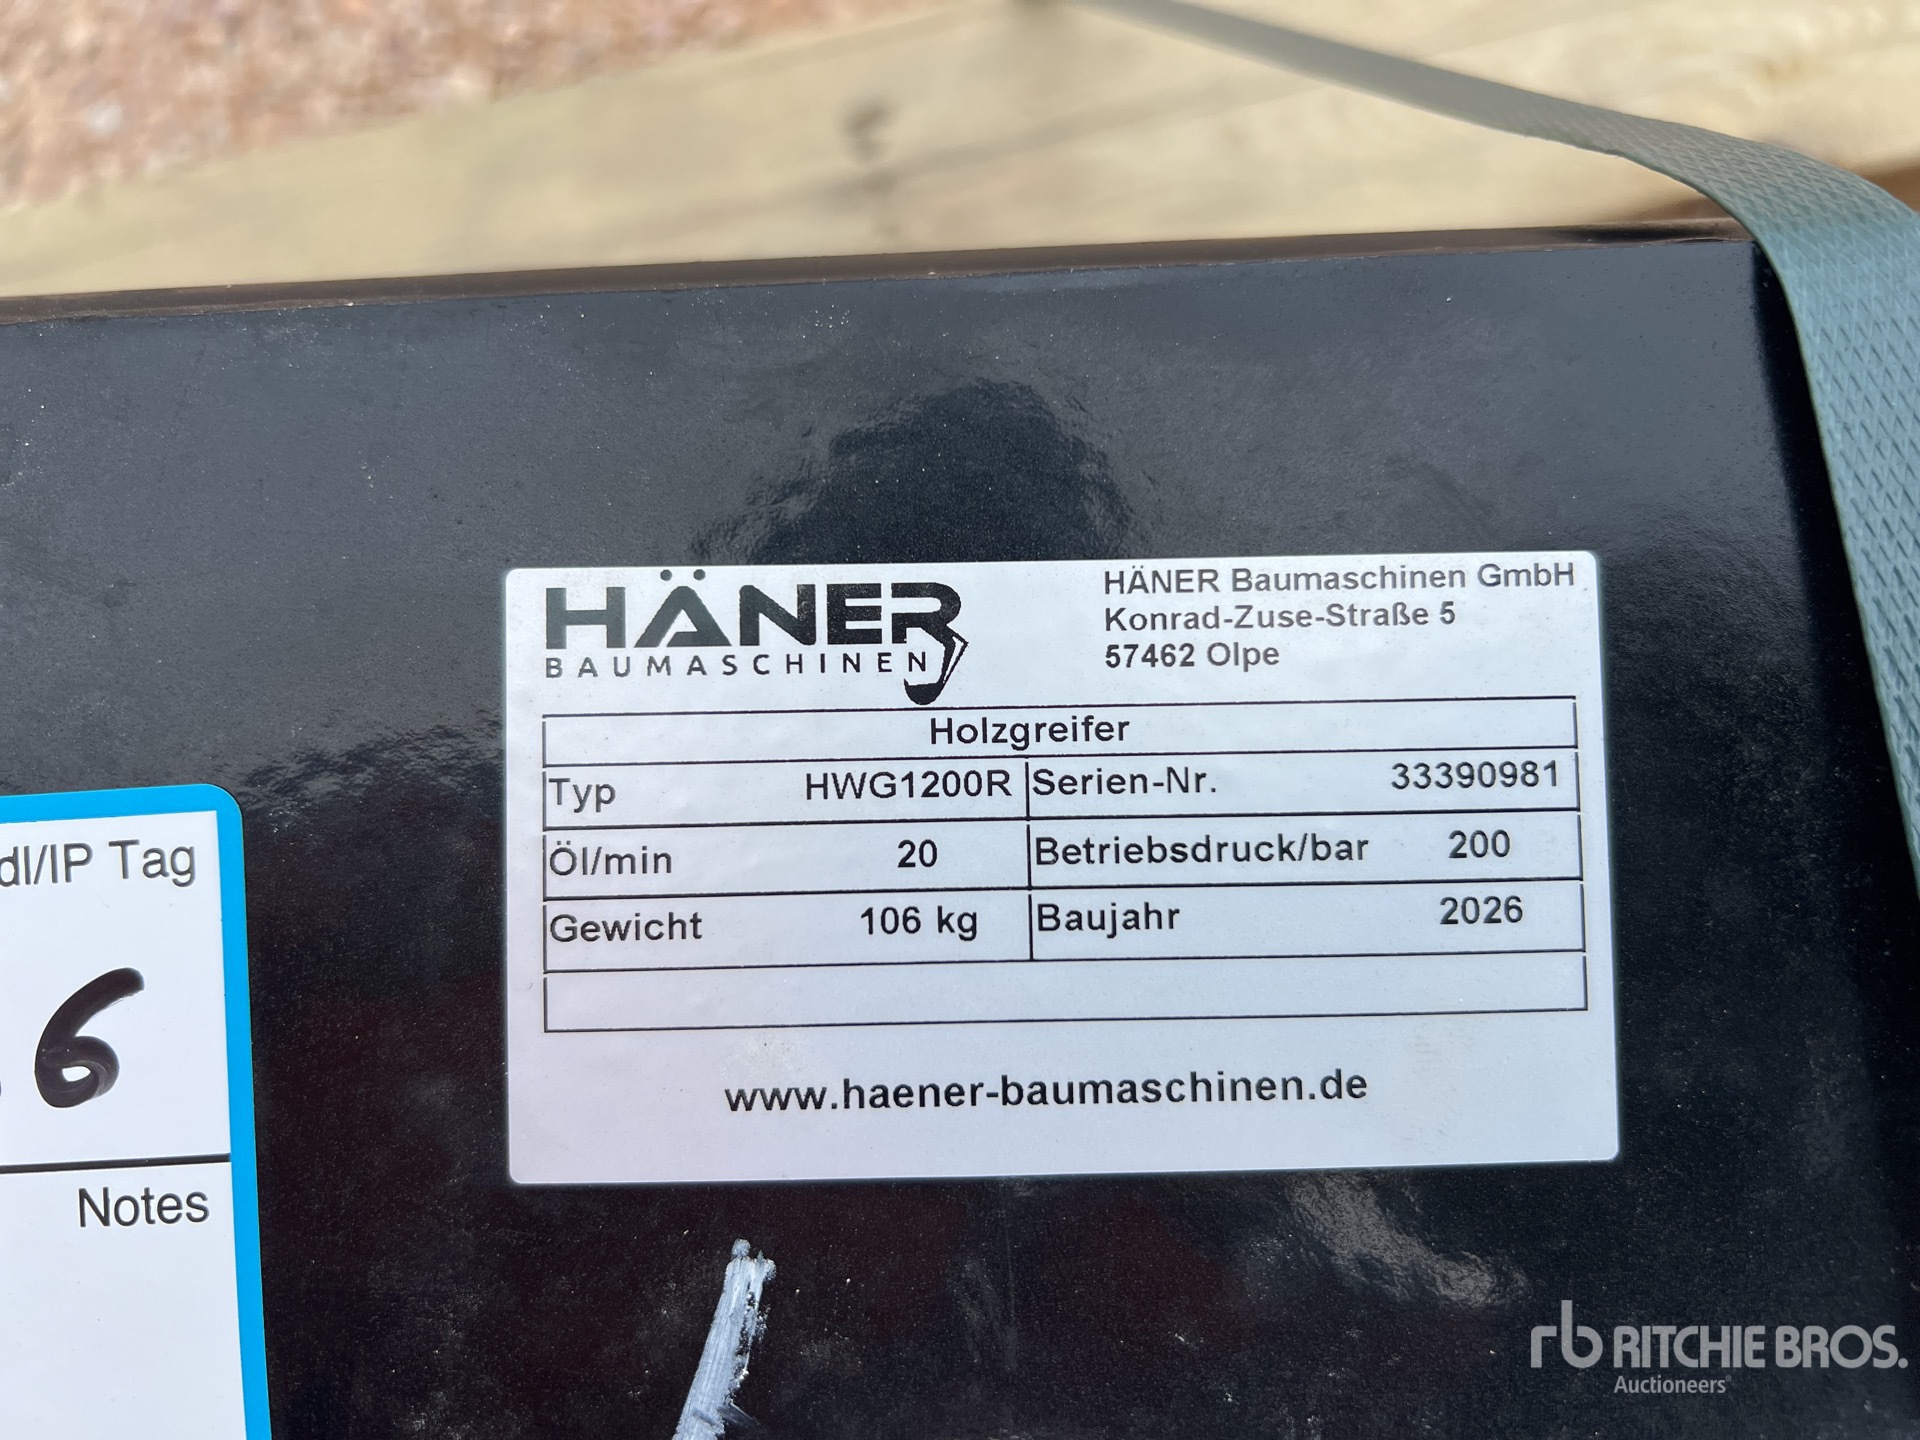 HÄNER
BAUMASCHINEN
HÄNER Baumaschinen GmbH
Konrad-Zuse-Straße 5
57462 Olpe
Holzgreifer
Typ HWG1200R Serien-Nr. 33390981
Öl/min 20 Betriebsdruck/bar 200
Gewicht 106 kg Baujahr 2026
www.haener-baumaschinen.de
dl/IP Tag
6
Notes
rb RITCHIE BROS.
Auctioneers